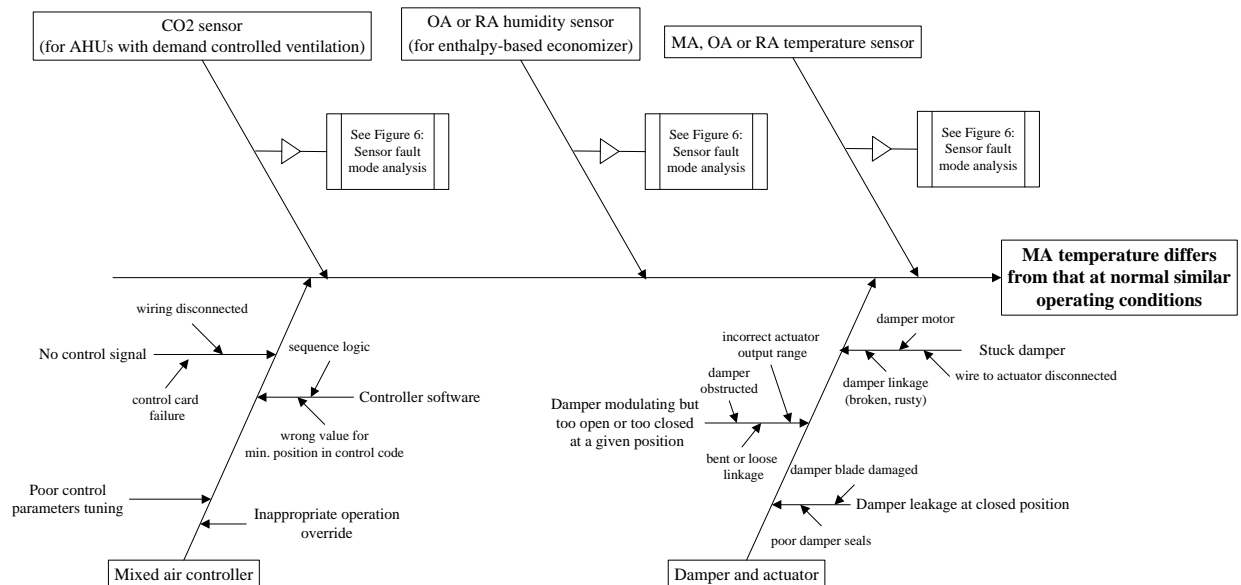 CO2 sensor
(for AHUs with demand controlled ventilation)
OA or RA humidity sensor
(for enthalpy-based economizer)
MA, OA or RA temperature sensor
See Figure 6:
Sensor fault
mode analysis
See Figure 6:
Sensor fault
mode analysis
See Figure 6:
Sensor fault
mode analysis
MA temperature differs
from that at normal similar
operating conditions
wiring disconnected
No control signal
control card
failure
sequence logic
Controller software
wrong value for
min. position in control code
Poor control
parameters tuning
Inappropriate operation
override
Mixed air controller
incorrect actuator
output range
damper
obstructed
Damper modulating but
too open or too closed
at a given position
bent or loose
linkage
damper motor
Stuck damper
damper linkage
(broken, rusty)
wire to actuator disconnected
damper blade damaged
Damper leakage at closed position
poor damper seals
Damper and actuator